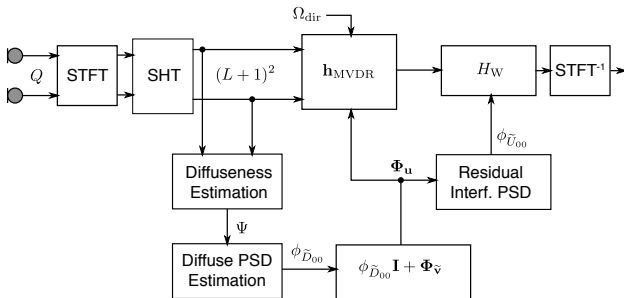 Ω_dir
Q
STFT
SHT
(L + 1)²
h_MVDR
H_W
STFT⁻¹
Diffuseness
Estimation
Φ_u
ϕ_Ũ₀₀
Residual
Interf. PSD
Ψ
Diffuse PSD
Estimation
ϕ_D̃₀₀
ϕ_D̃₀₀ I + Φ_ṽ